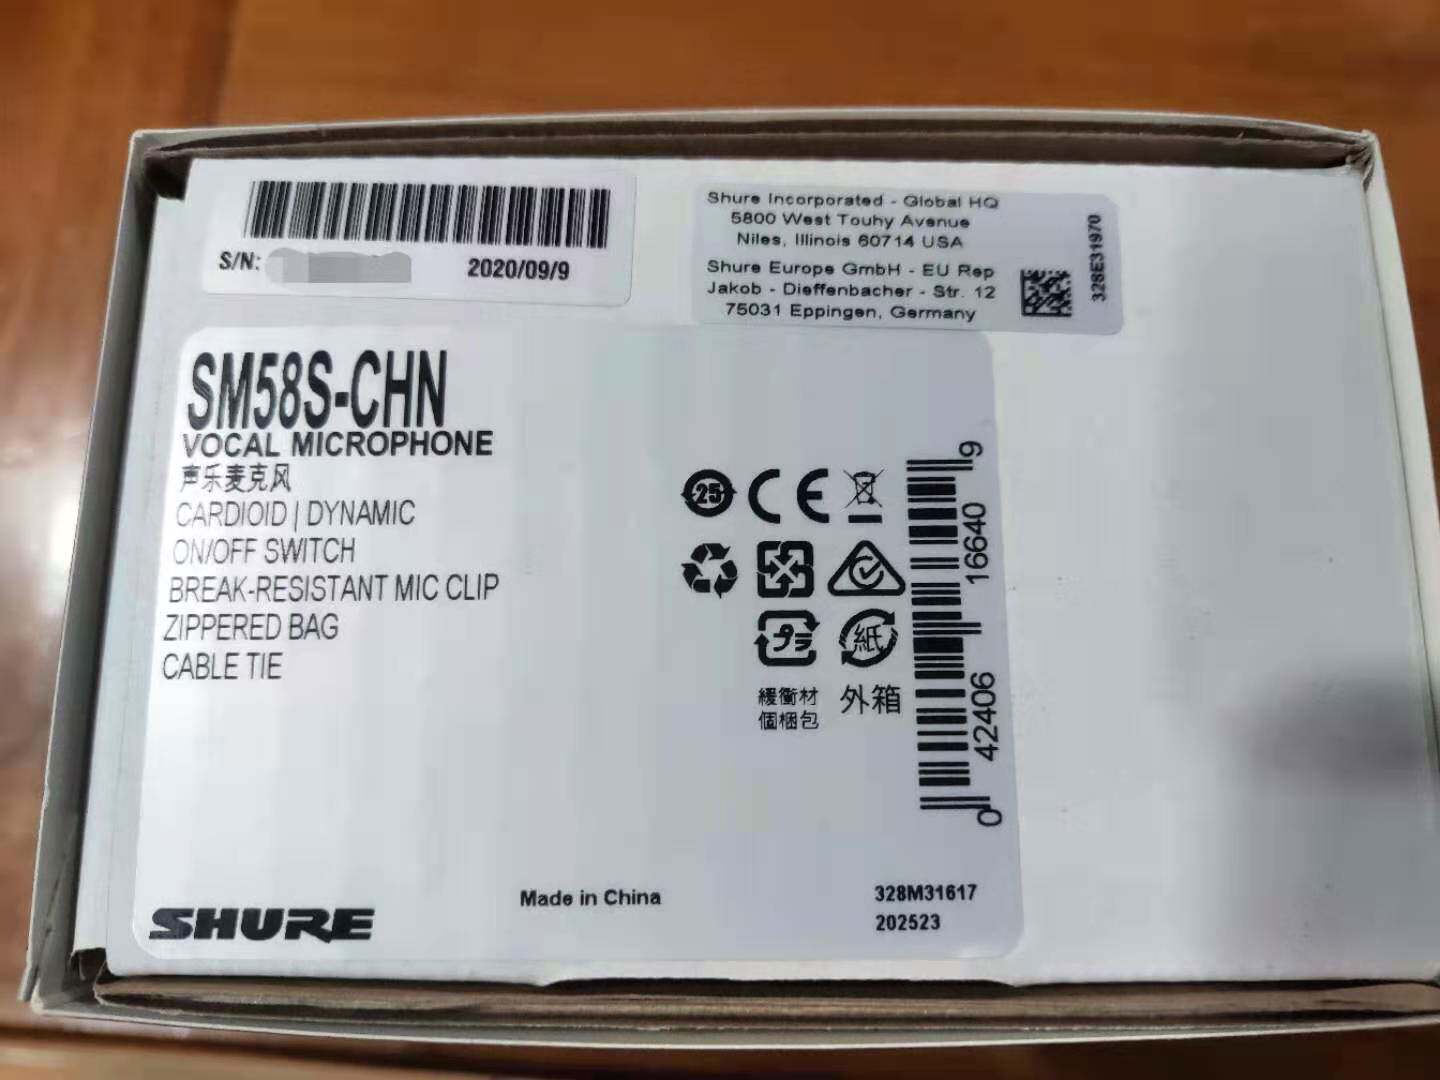 S/N:
2020/09/9
Shure Incorporated - Global HQ
5800 West Touhy Avenue
Niles, Illinois 60714 USA
Shure Europe GmbH - EU Rep
Jakob - Dieffenbacher - Str. 12
75031 Eppingen, Germany
328E31970
SM58S-CHN
VOCAL MICROPHONE
声乐麦克风
CARDIOID | DYNAMIC
ON/OFF SWITCH
BREAK-RESISTANT MIC CLIP
ZIPPERED BAG
CABLE TIE
25
CE
プラ
紙
緩衝材
個梱包
外箱
0 42406 16640 9
SHURE
Made in China
328M31617
202523